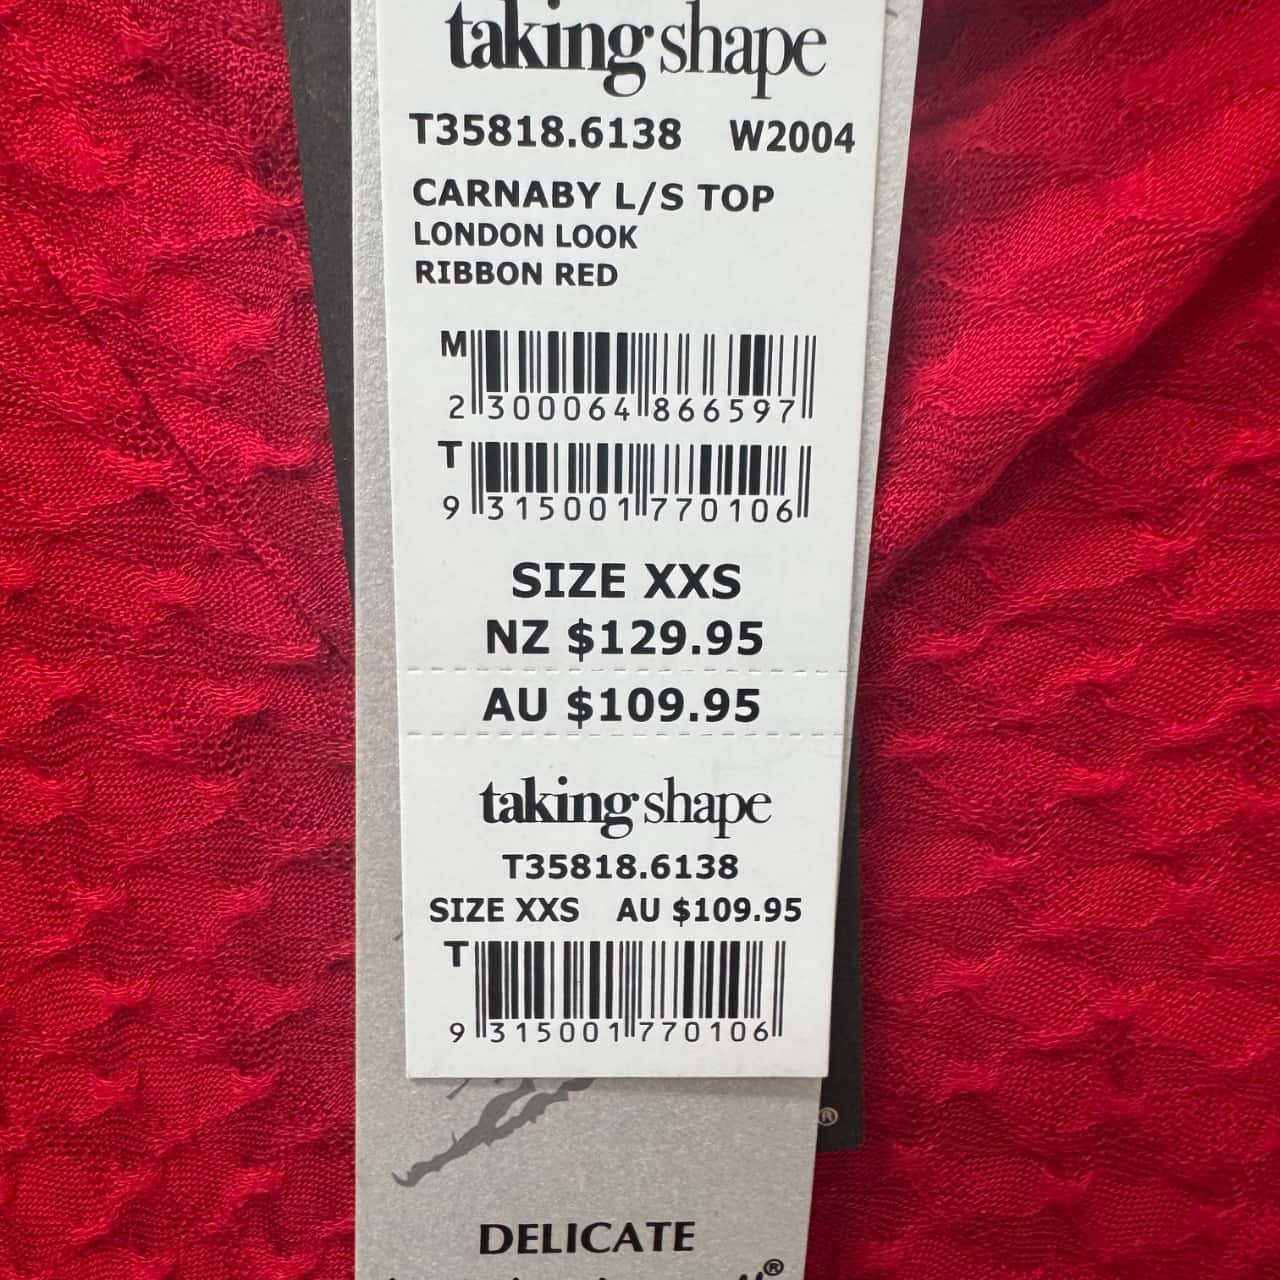 taking shape
T35818.6138 W2004
CARNABY L/S TOP
LONDON LOOK
RIBBON RED
M
2 300064 866597
T
9 315001 770106
SIZE XXS
NZ $129.95
AU $109.95
taking shape
T35818.6138
SIZE XXS AU $109.95
T
9 315001 770106
®
DELICATE
®